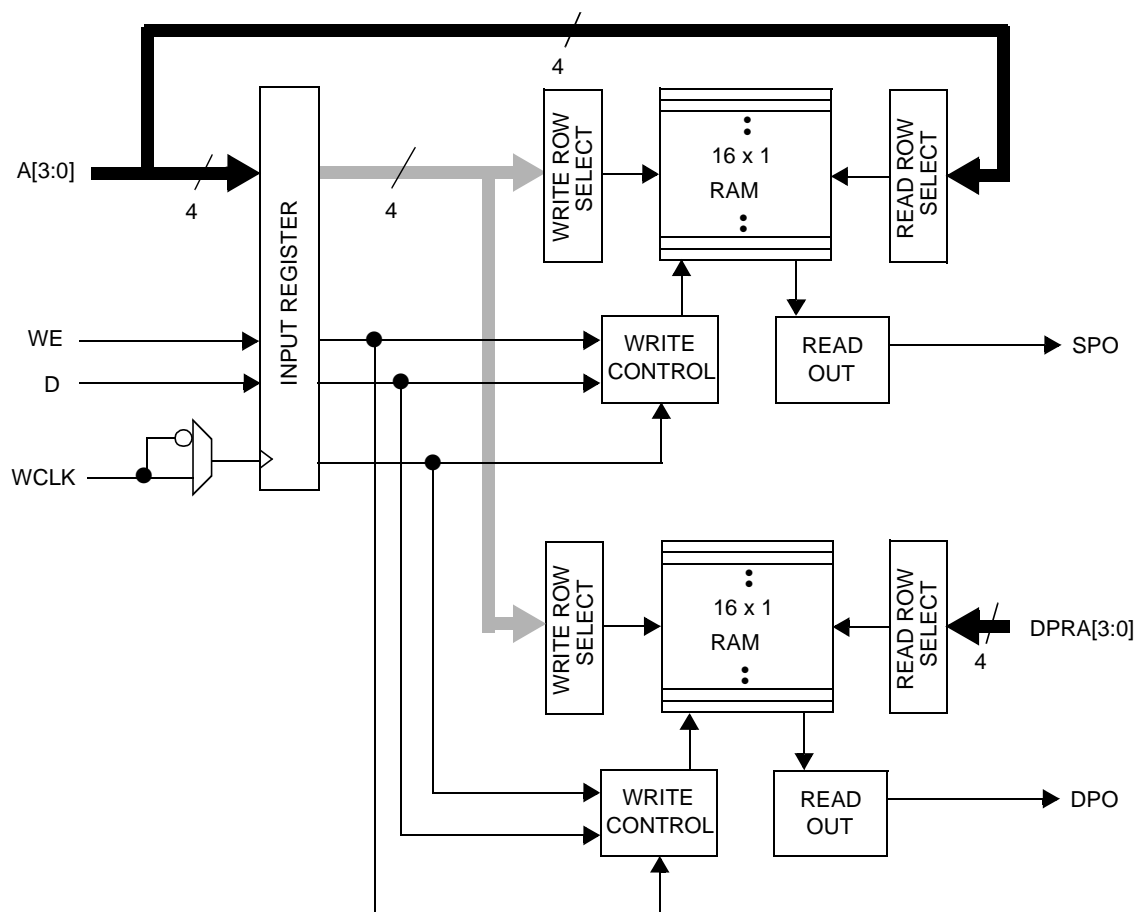 4
A[3:0]
4
4
INPUT REGISTER
WRITE ROW
SELECT
16 x 1
RAM
READ ROW
SELECT
WE
D
WCLK
WRITE
CONTROL
READ
OUT
SPO
WRITE ROW
SELECT
16 x 1
RAM
READ ROW
SELECT
DPRA[3:0]
4
WRITE
CONTROL
READ
OUT
DPO